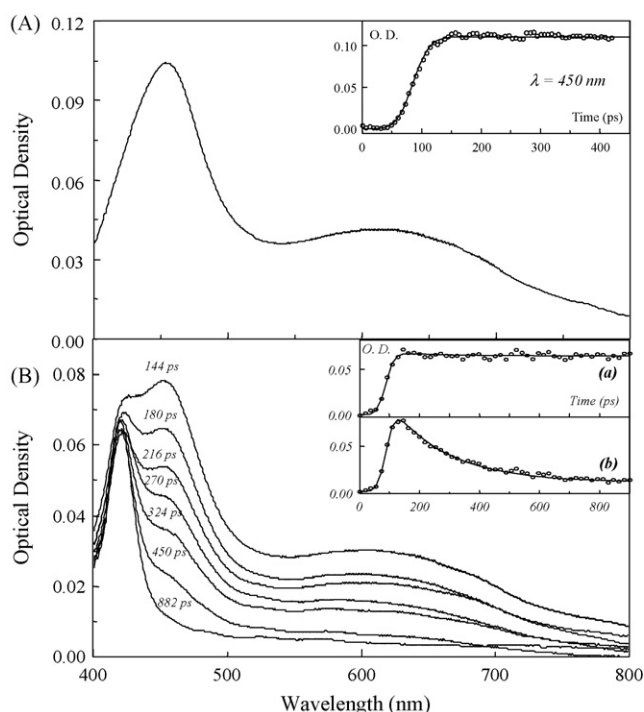 (A)
0.12
0.09
0.06
0.03
0.00
Optical Density
O. D.
0.10
0.05
0.00
λ = 450 nm
Time (ps)
0 100 200 300 400
(B)
0.08
0.06
0.04
0.02
0.00
Optical Density
144 ps
180 ps
216 ps
270 ps
324 ps
450 ps
882 ps
O. D.
0.05
0.00
(a)
Time (ps)
0.05
0.00
(b)
0 200 400 600 800
400 500 600 700 800
Wavelength (nm)